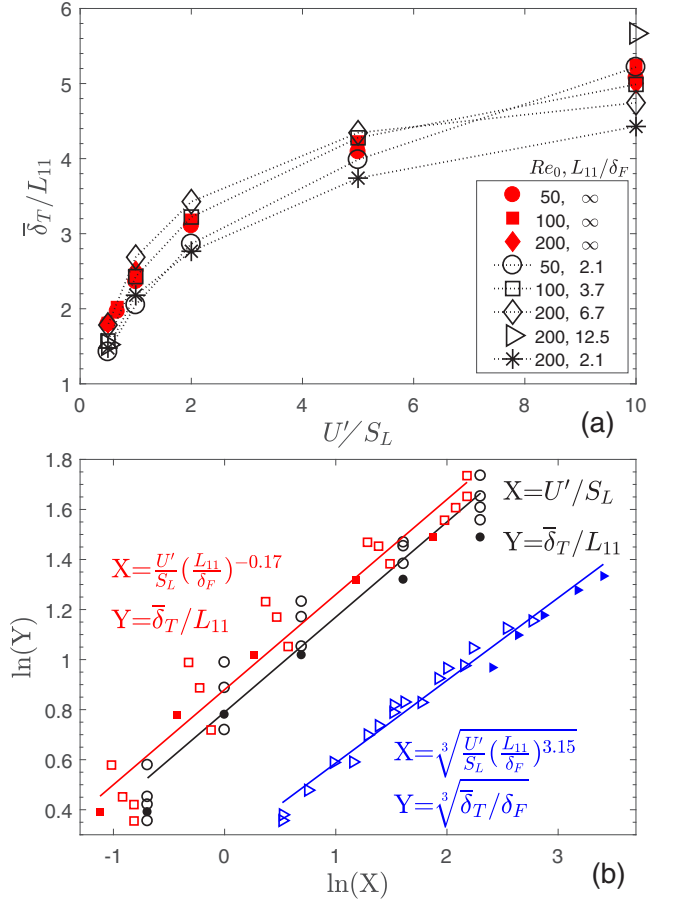 6
5
4
3
2
1
δ̅_T/L_11
Re_0, L_11/δ_F
50, ∞
100, ∞
200, ∞
50, 2.1
100, 3.7
200, 6.7
200, 12.5
200, 2.1
0 2 4 6 8 10
U′/S_L
(a)
1.8
1.6
1.4
1.2
1.0
0.8
0.6
0.4
ln(Y)
X=U′/S_L
Y=δ̅_T/L_11
X=U′/S_L(L_11/δ_F)^−0.17
Y=δ̅_T/L_11
X=∛(U′/S_L(L_11/δ_F)^3.15)
Y=∛(δ̅_T/δ_F)
-1 0 1 2 3
ln(X)
(b)